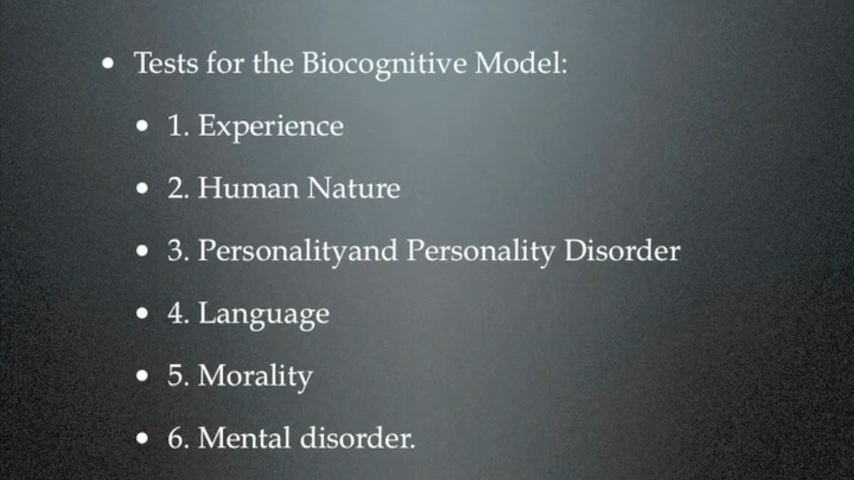 • Tests for the Biocognitive Model:
• 1. Experience
• 2. Human Nature
• 3. Personalityand Personality Disorder
• 4. Language
• 5. Morality
• 6. Mental disorder.